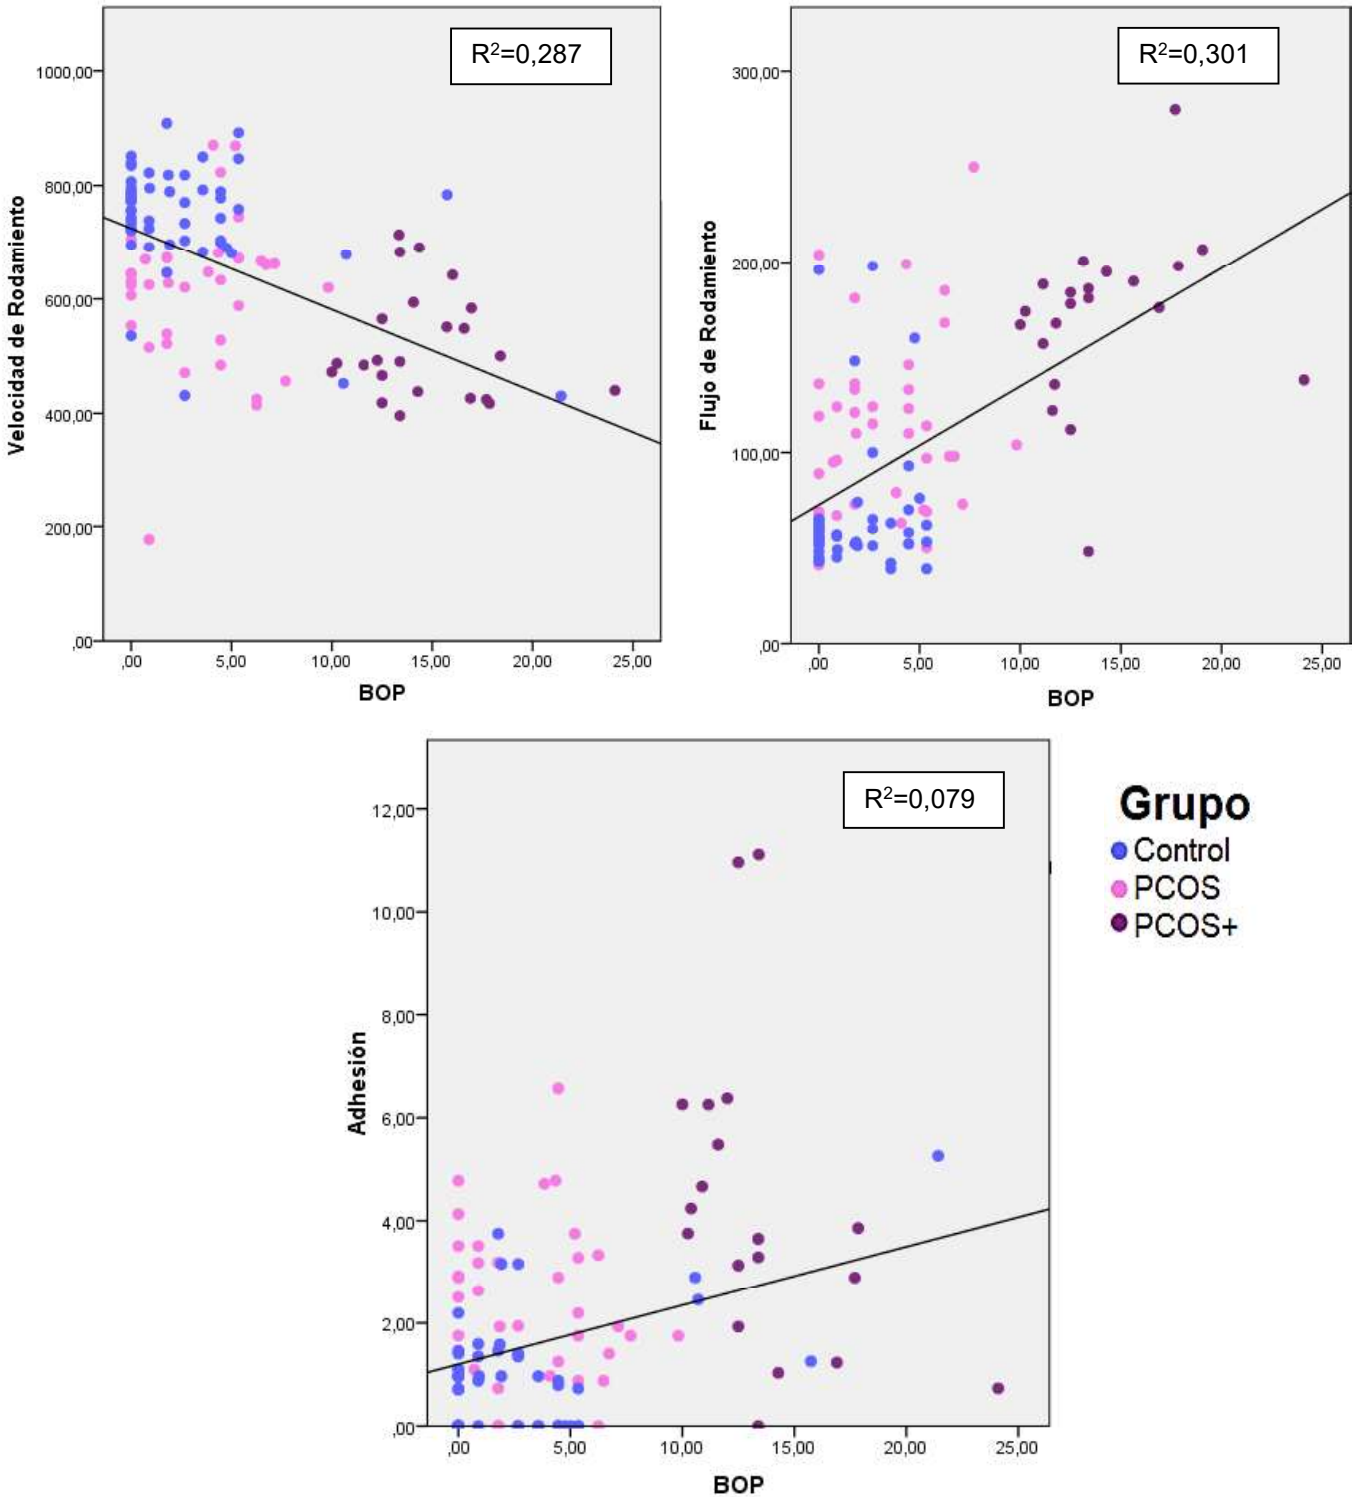 R²=0,287
1000,00
800,00
600,00
400,00
200,00
,00
Velocidad de Rodamiento
,00 5,00 10,00 15,00 20,00 25,00
BOP
R²=0,301
300,00
200,00
100,00
,00
Flujo de Rodamiento
,00 5,00 10,00 15,00 20,00 25,00
BOP
R²=0,079
12,00
10,00
8,00
6,00
4,00
2,00
,00
Adhesión
,00 5,00 10,00 15,00 20,00 25,00
BOP
Grupo
Control
PCOS
PCOS+